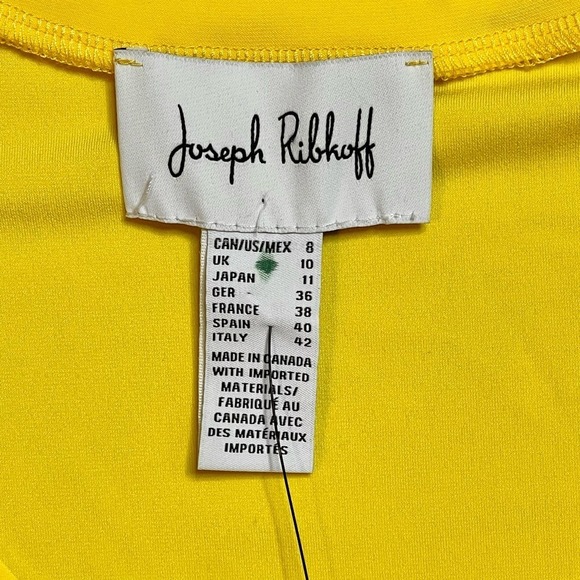 Joseph Ribkoff
CAN/US/MEX 8
UK 10
JAPAN 11
GER 36
FRANCE 38
SPAIN 40
ITALY 42
MADE IN CANADA
WITH IMPORTED
MATERIALS/
FABRIQUÉ AU
CANADA AVEC
DES MATÉRIAUX
IMPORTÉS